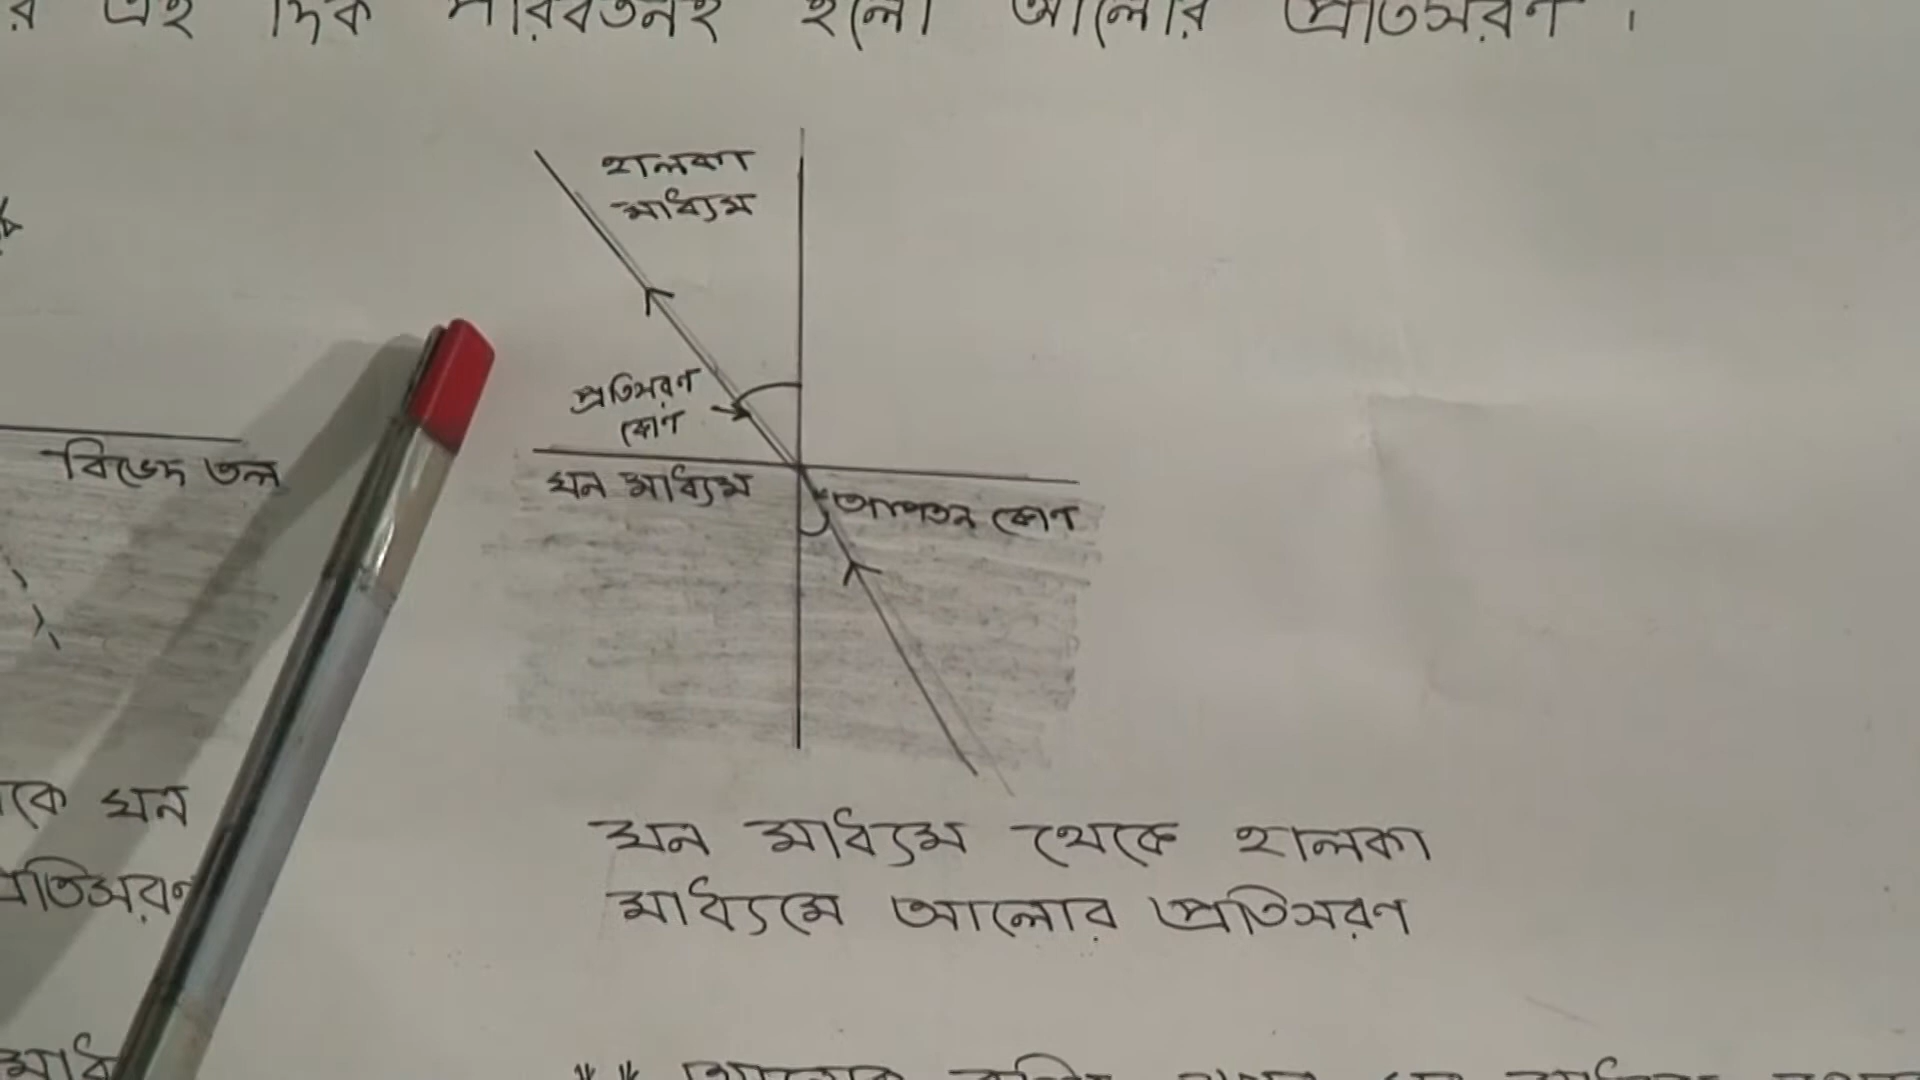 র এই দিক পরিবর্তনই হলো আলোর প্রতিসরণ ।
হালকা
মাধ্যম
প্রতিসরণ
কোণ
বিভেদ তল
ঘন মাধ্যম
আপতন কোণ
কে ঘন
প্রতিসরণ
ঘন মাধ্যম থেকে হালকা
মাধ্যমে আলোর প্রতিসরণ